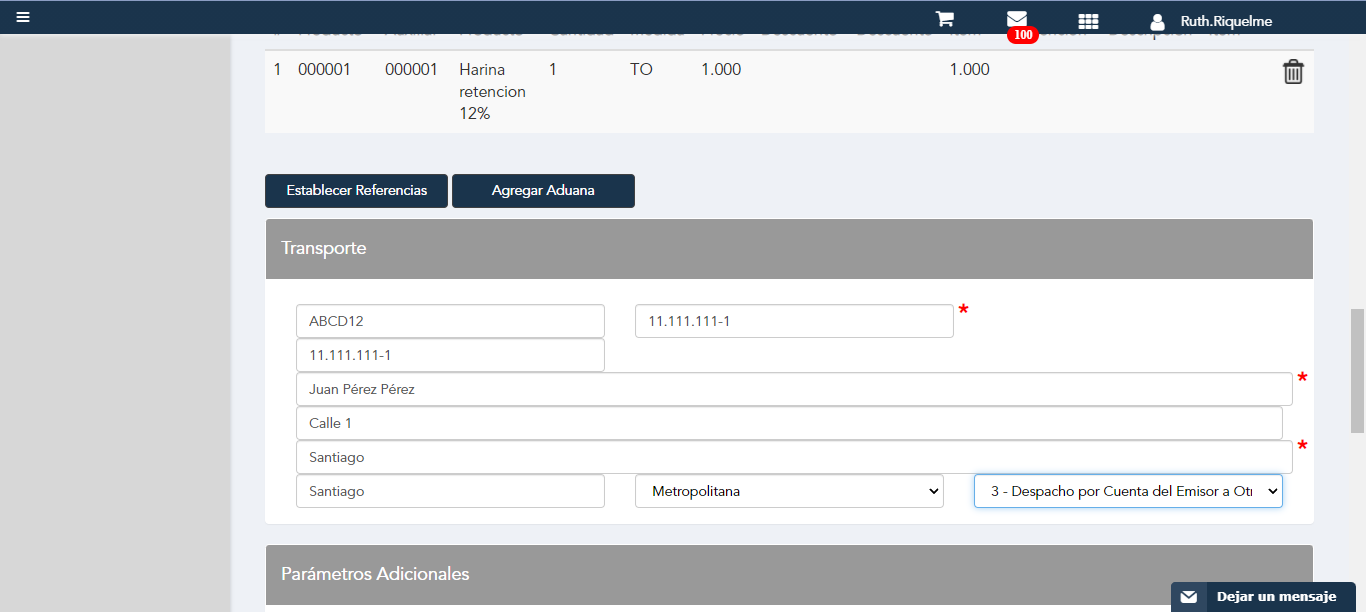 Ruth.Riquelme
100
1 000001 000001 Harina 1 TO 1.000 1.000
retencion
12%
Establecer Referencias Agregar Aduana
Transporte
ABCD12 11.111.111-1 *
11.111.111-1
Juan Pérez Pérez *
Calle 1
Santiago *
Santiago Metropolitana 3 - Despacho por Cuenta del Emisor a
Parámetros Adicionales
Dejar un mensaje